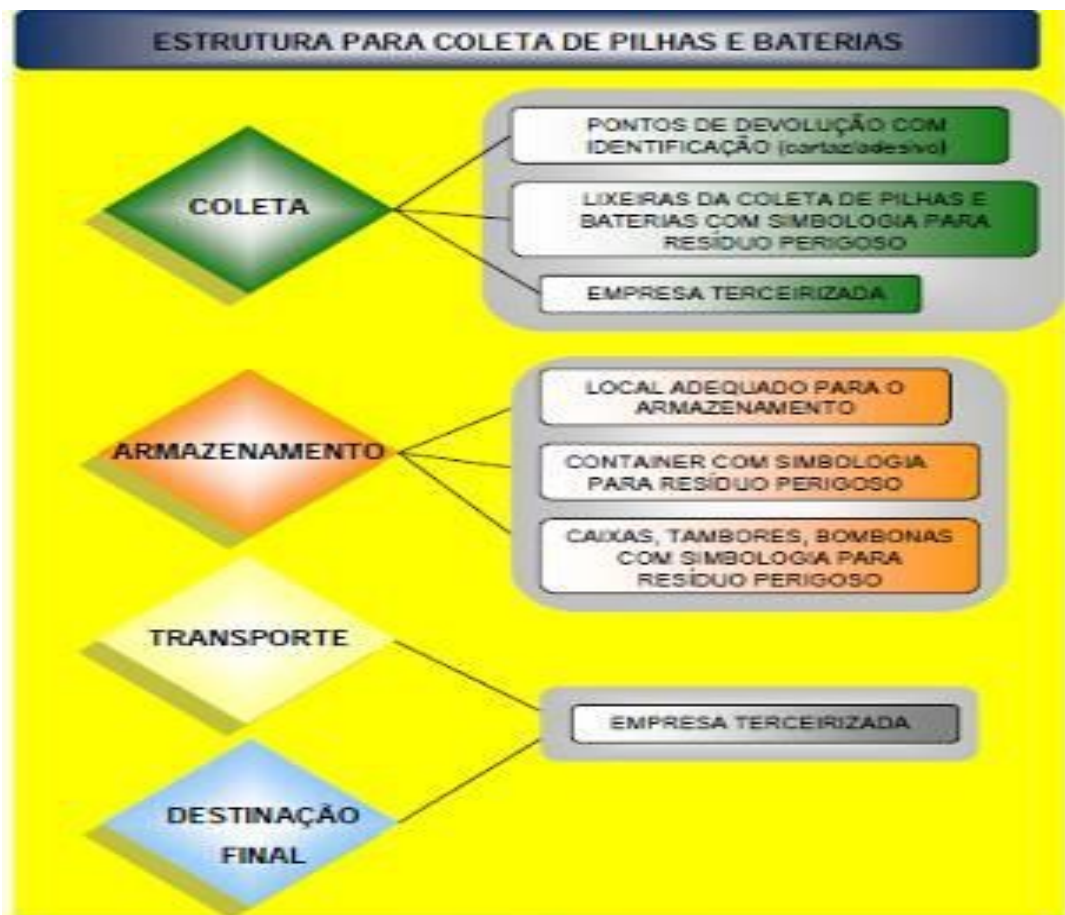 ESTRUTURA PARA COLETA DE PILHAS E BATERIAS
COLETA
PONTOS DE DEVOLUÇÃO COM
IDENTIFICAÇÃO (cartaz/adesivo)
LIXEIRAS DA COLETA DE PILHAS E
BATERIAS COM SIMBOLOGIA PARA
RESÍDUO PERIGOSO
EMPRESA TERCEIRIZADA
ARMAZENAMENTO
LOCAL ADEQUADO PARA O
ARMAZENAMENTO
CONTAINER COM SIMBOLOGIA
PARA RESÍDUO PERIGOSO
CAIXAS, TAMBORES, BOMBONAS
COM SIMBOLOGIA PARA
RESÍDUO PERIGOSO
TRANSPORTE
EMPRESA TERCEIRIZADA
DESTINAÇÃO
FINAL